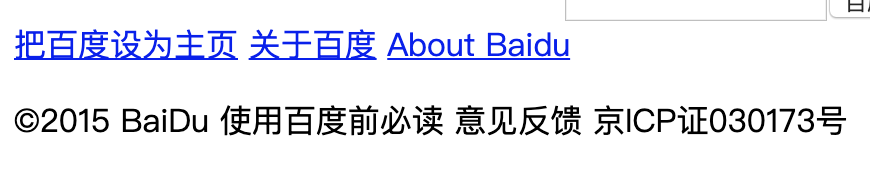 把百度设为主页 关于百度 About Baidu
©2015 BaiDu 使用百度前必读 意见反馈 京ICP证030173号